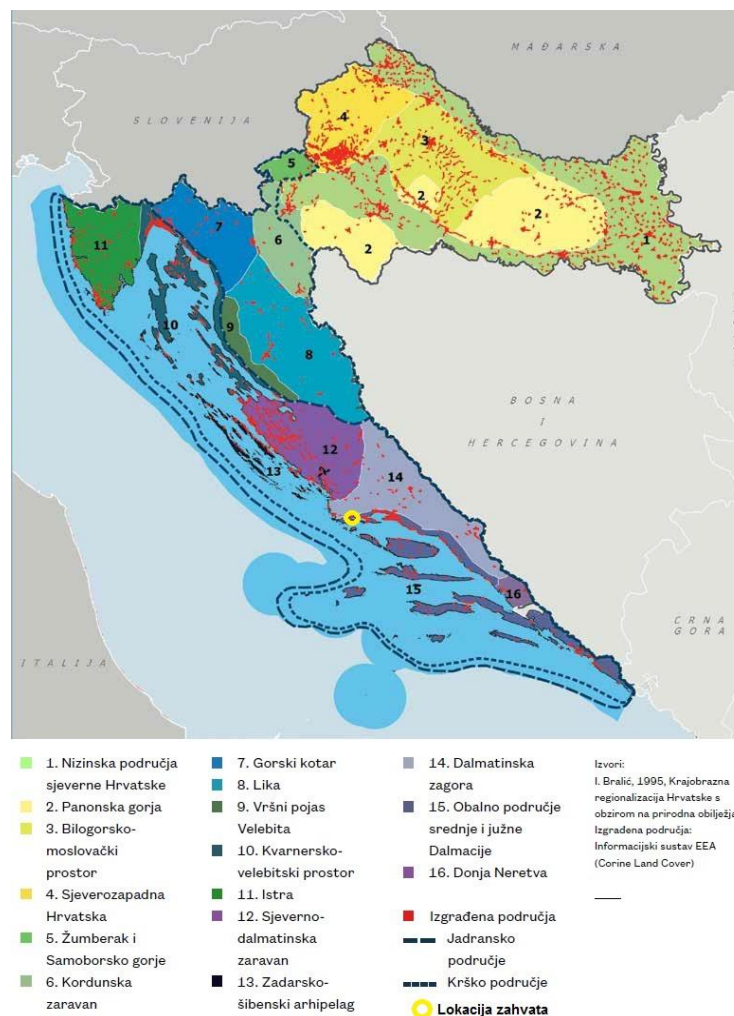 MAĐARSKA
SLOVENIJA
4
3
5
2
2
1
7
6
2
11
10
9
8
BOSNA
I
HERCEGOVINA
12
13
14
15
16
CRNA
GORA
ITALIJA
1. Nizinska područja
sjeverne Hrvatske
2. Panonska gorja
3. Bilogorsko-
moslovački
prostor
4. Sjeverozapadna
Hrvatska
5. Žumberak i
Samoborsko gorje
6. Kordunska
zaravan
7. Gorski kotar
8. Lika
9. Vršni pojas
Velebita
10. Kvarnersko-
velebitski prostor
11. Istra
12. Sjeverno-
dalmatinska
zaravan
13. Zadarsko-
šibenski arhipelag
14. Dalmatinska
zagora
15. Obalno područje
srednje i južne
Dalmacije
16. Donja Neretva
Izgrađena područja
Jadransko
područje
Krško područje
Lokacija zahvata
Izvori:
I. Bralić, 1995, Krajobrazna
regionalizacija Hrvatske s
obzirom na prirodna obilježja
Izgrađena područja:
Informacijski sustav EEA
(Corine Land Cover)